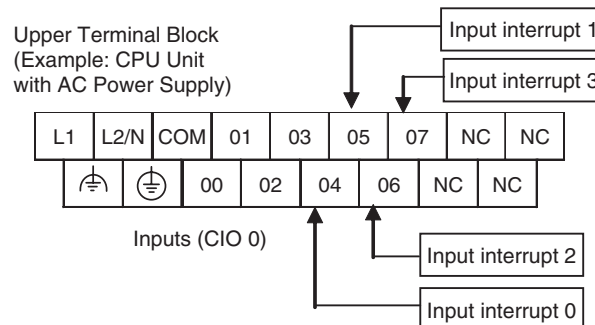 Upper Terminal Block
(Example: CPU Unit
with AC Power Supply)
Input interrupt 1
Input interrupt 3
L1 L2/N COM 01 03 05 07 NC NC
00 02 04 06 NC NC
Inputs (CIO 0)
Input interrupt 2
Input interrupt 0